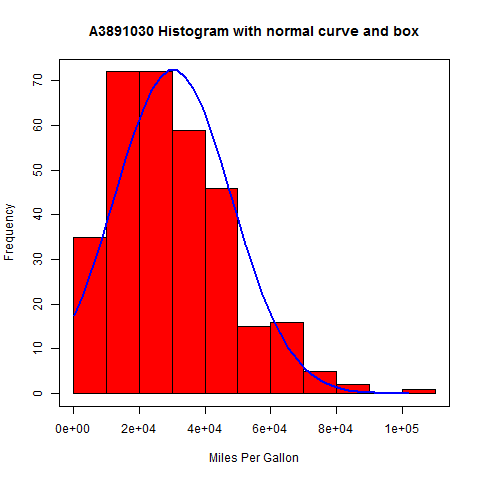 A3891030 Histogram with normal curve and box
70
60
50
40
30
20
10
0
Frequency
0e+00 2e+04 4e+04 6e+04 8e+04 1e+05
Miles Per Gallon